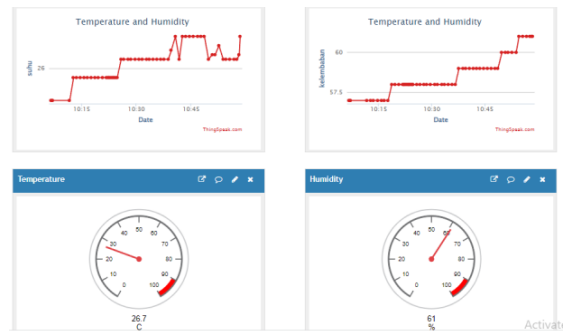 Temperature and Humidity
suhu
26
10:15 10:30 10:45
Date
ThingSpeak.com
Temperature and Humidity
kelembaban
60
57.5
10:15 10:30 10:45
Date
ThingSpeak.com
Temperature
0 10 20 30 40 50 60 70 80 90 100
26.7
C
Humidity
0 10 20 30 40 50 60 70 80 90 100
61
%
Activate